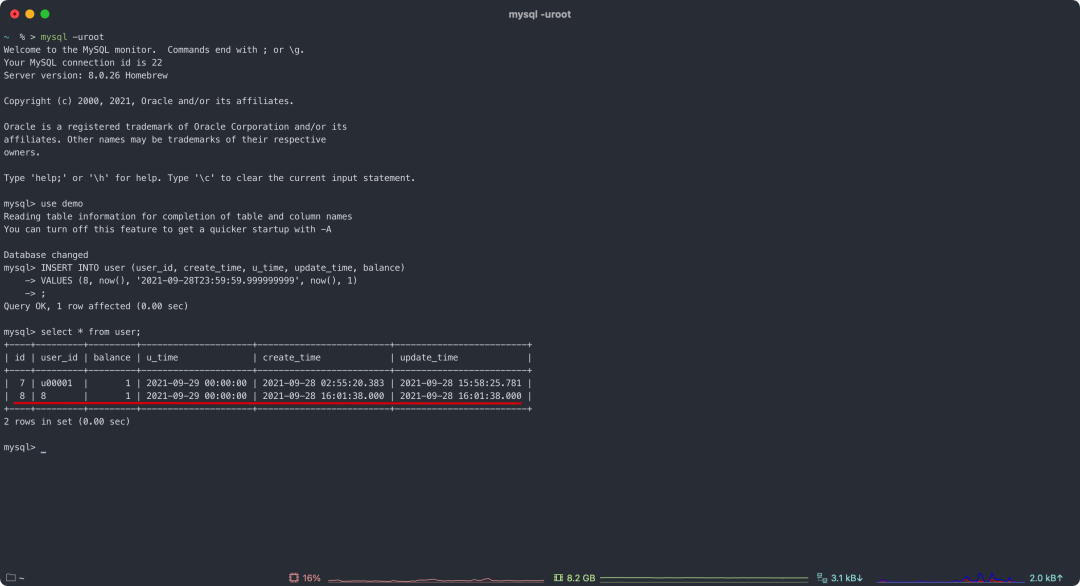 mysql -uroot
~ % > mysql -uroot
Welcome to the MySQL monitor.  Commands end with ; or \g.
Your MySQL connection id is 22
Server version: 8.0.26 Homebrew
Copyright (c) 2000, 2021, Oracle and/or its affiliates.
Oracle is a registered trademark of Oracle Corporation and/or its
affiliates. Other names may be trademarks of their respective
owners.
Type 'help;' or '\h' for help. Type '\c' to clear the current input statement.
mysql> use demo
Reading table information for completion of table and column names
You can turn off this feature to get a quicker startup with -A
Database changed
mysql> INSERT INTO user (user_id, create_time, u_time, update_time, balance)
    -> VALUES (8, now(), '2021-09-28T23:59:59.999999999', now(), 1)
    -> ;
Query OK, 1 row affected (0.00 sec)
mysql> select * from user;
+----+---------+---------+---------------------+-------------------------+-------------------------+
| id | user_id | balance | u_time              | create_time             | update_time             |
+----+---------+---------+---------------------+-------------------------+-------------------------+
|  7 | u00001  |       1 | 2021-09-29 00:00:00 | 2021-09-28 02:55:20.383 | 2021-09-28 15:58:25.781 |
|  8 | 8       |       1 | 2021-09-29 00:00:00 | 2021-09-28 16:01:38.000 | 2021-09-28 16:01:38.000 |
+----+---------+---------+---------------------+-------------------------+-------------------------+
2 rows in set (0.00 sec)
mysql> _
~ 16% 8.2 GB 3.1 kB↓ 2.0 kB↑